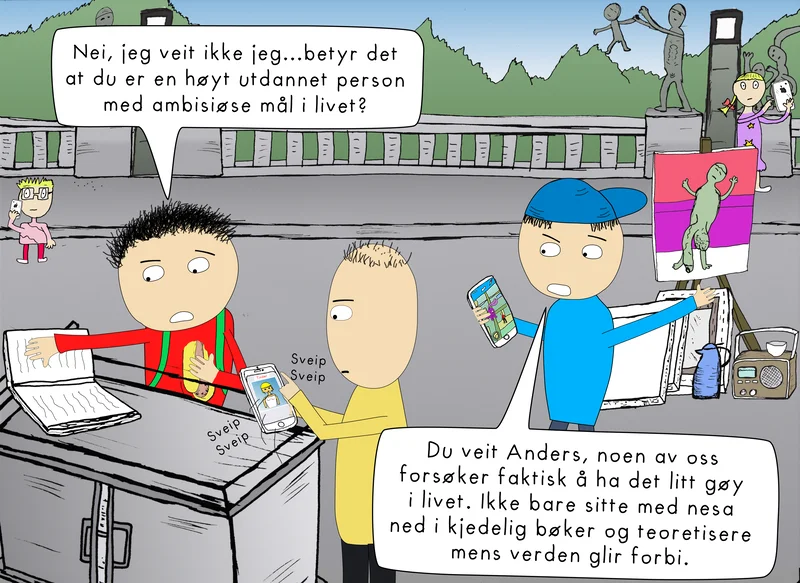 Nei, jeg veit ikke jeg...betyr det
at du er en høyt utdannet person
med ambisiøse mål i livet?
Sveip
Sveip
Sveip
Sveip
Du veit Anders, noen av oss
forsøker faktisk å ha det litt gøy
i livet. Ikke bare sitte med nesa
ned i kjedelig bøker og teoretisere
mens verden glir forbi.